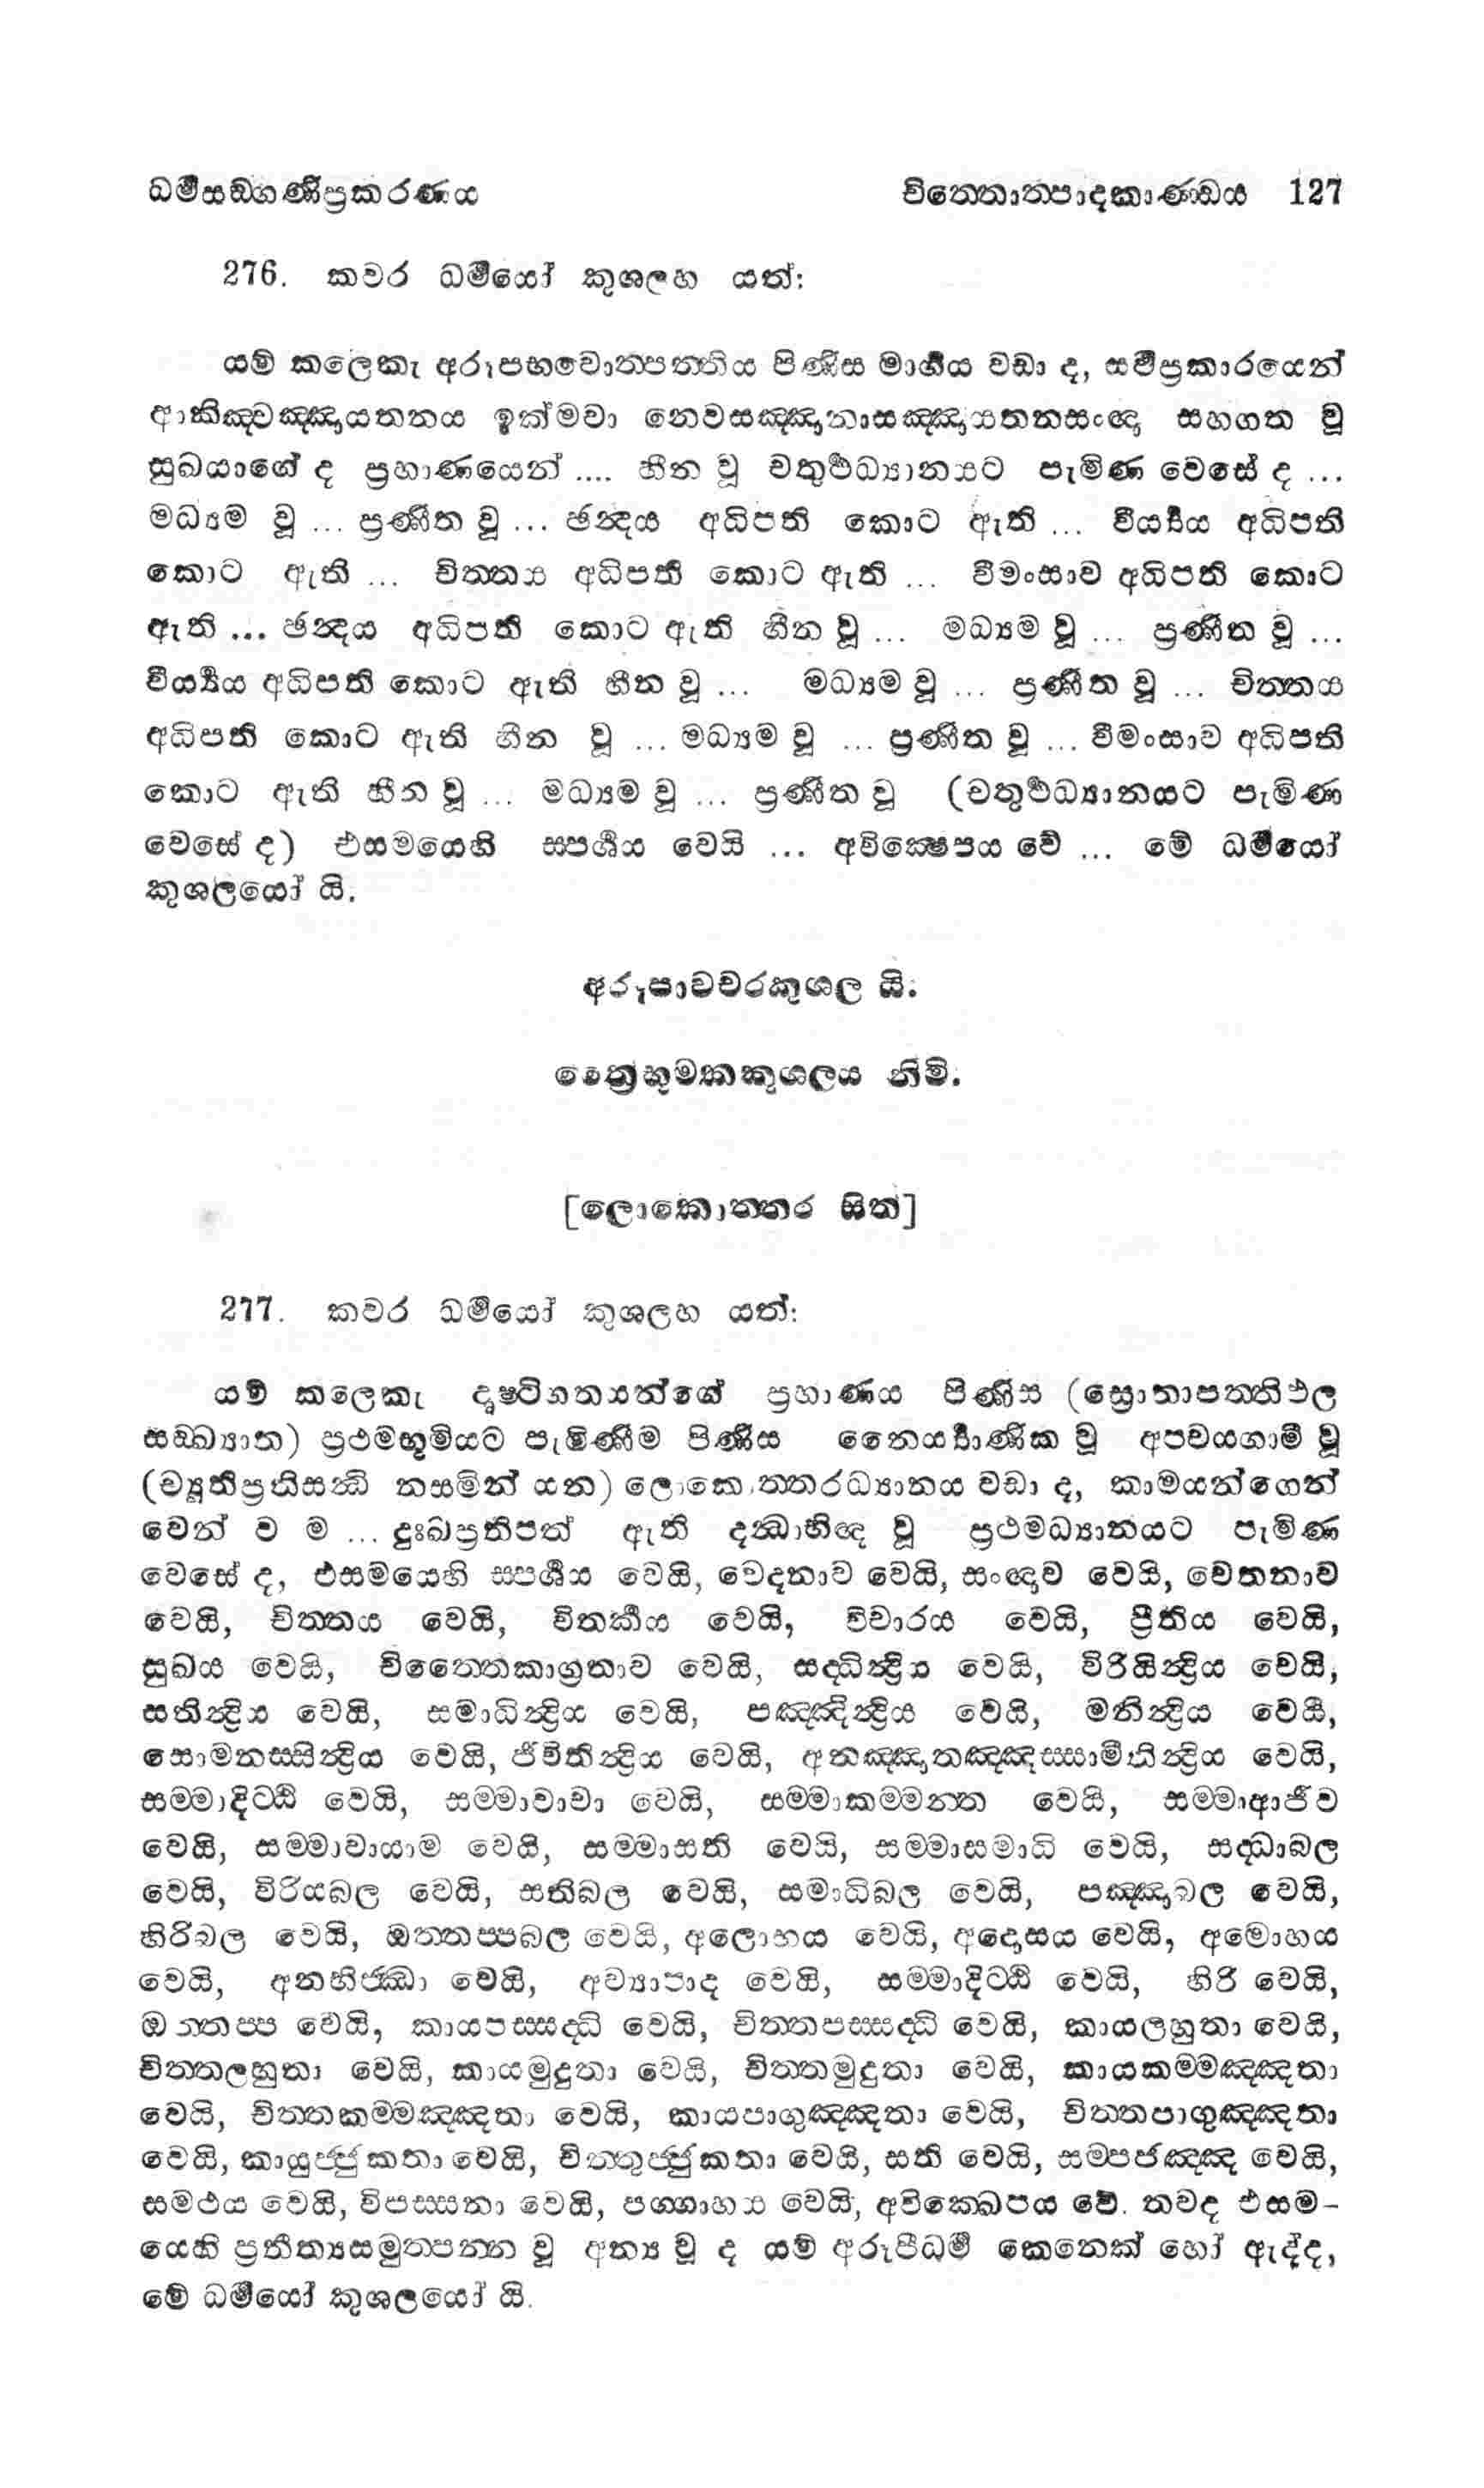 ධර්මසඞ්ගණීප්‍රකරණය චිත්තොත්පාදකාණ්ඩය 127
276. කවර ධර්මයෝ කුශලහ යත්:
යම් කලෙකැ අරූපභවොත්පත්තිය පිණිස මාර්ගය වඩා ද, සර්වප්‍රකාරයෙන්
ආකිඤ්චඤ්ඤායතනය ඉක්මවා නෙවසඤ්ඤානාසඤ්ඤායතනසංඥා සහගත වූ
සුඛයාගේ ද ප්‍රහාණයෙන් .... හීන වූ චතුර්ථධ්‍යානයට පැමිණ වෙසේ ද ...
මධ්‍යම වූ ... ප්‍රණීත වූ ... ඡන්‍දය අධිපති කොට ඇති ... වීර්‍ය්‍යය අධිපති
කොට ඇති ... චිත්තය අධිපති කොට ඇති ... වීමංසාව අධිපති කොට
ඇති ... ඡන්‍දය අධිපති කොට ඇති හීන වූ ... මධ්‍යම වූ ... ප්‍රණීත වූ ...
වීර්‍ය්‍යය අධිපති කොට ඇති හීන වූ ... මධ්‍යම වූ ... ප්‍රණීත වූ ... චිත්තය
අධිපති කොට ඇති හීන වූ ... මධ්‍යම වූ ... ප්‍රණීත වූ ... වීමංසාව අධිපති
කොට ඇති හීන වූ ... මධ්‍යම වූ ... ප්‍රණීත වූ (චතුර්ථධ්‍යානයට පැමිණ
වෙසේ ද) එසමයෙහි ස්පර්ශය වෙයි ... අවික්‍ෂෙපය වේ ... මේ ධර්මයෝ
කුශලයෝ යි.
අරූපාවචරකුශල යි.
ත්‍රෛභූමකකුශලය නිමි.
[ලොකොත්තර සිත්]
277. කවර ධර්මයෝ කුශලහ යත්:
යම් කලෙකැ දෘෂ්ටිගතයන්ගේ ප්‍රහාණය පිණිස (ස්‍රොතාපත්තිඵල
සඞ්ඛ්‍යාත) ප්‍රථමභූමියට පැමිණීම පිණිස නෛර්‍ය්‍යාණික වූ අපචයගාමී වූ
(ච්‍යුතිප්‍රතිසන්‍ධි නසමින් යන) ලොකොත්තරධ්‍යානය වඩා ද, කාමයන්ගෙන්
වෙන් ව ම ... දුඃඛප්‍රතිපත් ඇති දන්‍ධාභිඥ වූ ප්‍රථමධ්‍යානයට පැමිණ
වෙසේ ද, එසමයෙහි ස්පර්ශය වෙයි, වෙදනාව වෙයි, සංඥාව වෙයි, චෙතනාව
වෙයි, චිත්තය වෙයි, විතර්කය වෙයි, විචාරය වෙයි, ප්‍රීතිය වෙයි,
සුඛය වෙයි, චිත්තෛකාග්‍රතාව වෙයි, සද්ධින්‍ද්‍රිය වෙයි, විරියින්‍ද්‍රිය වෙයි,
සතින්‍ද්‍රිය වෙයි, සමාධින්‍ද්‍රිය වෙයි, පඤ්ඤින්‍ද්‍රිය වෙයි, මනින්‍ද්‍රිය වෙයි,
සොමනස්සින්‍ද්‍රිය වෙයි, ජීවිතින්‍ද්‍රිය වෙයි, අනඤ්ඤාතඤ්ඤස්සාමීතින්‍ද්‍රිය වෙයි,
සම්මාදිට්ඨි වෙයි, සම්මාවාචා වෙයි, සම්මාකම්මන්ත වෙයි, සම්මාආජීව
වෙයි, සම්මාවායාම වෙයි, සම්මාසති වෙයි, සම්මාසමාධි වෙයි, සද්ධාබල
වෙයි, විරියබල වෙයි, සතිබල වෙයි, සමාධිබල වෙයි, පඤ්ඤාබල වෙයි,
හිරිබල වෙයි, ඔත්තප්පබල වෙයි, අලොභය වෙයි, අදොසය වෙයි, අමොහය
වෙයි, අනභිජ්ඣා වෙයි, අව්‍යාපාද වෙයි, සම්මාදිට්ඨි වෙයි, හිරි වෙයි,
ඔත්තප්ප වෙයි, කායපස්සද්ධි වෙයි, චිත්තපස්සද්ධි වෙයි, කායලහුතා වෙයි,
චිත්තලහුතා වෙයි, කායමුදුතා වෙයි, චිත්තමුදුතා වෙයි, කායකම්මඤ්ඤතා
වෙයි, චිත්තකම්මඤ්ඤතා වෙයි, කායපාගුඤ්ඤතා වෙයි, චිත්තපාගුඤ්ඤතා
වෙයි, කායුජ්ජුකතා වෙයි, චිත්තුජ්ජුකතා වෙයි, සති වෙයි, සම්පජඤ්ඤ වෙයි,
සමථය වෙයි, විපස්සනා වෙයි, පග්ගාහය වෙයි, අවික්ඛෙපය වේ. තවද එසම-
යෙහි ප්‍රතීත්‍යසමුත්පන්න වූ අන්‍ය වූ ද යම් අරූපීධර්ම කෙනෙක් හෝ ඇද්ද,
මේ ධර්මයෝ කුශලයෝ යි.